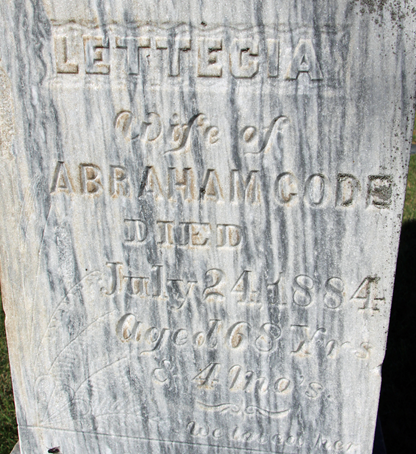 LETTECIA
Wife of
ABRAHAM CODE
DIED
July 24, 1884
Aged 68 Yrs
& 4 mo's